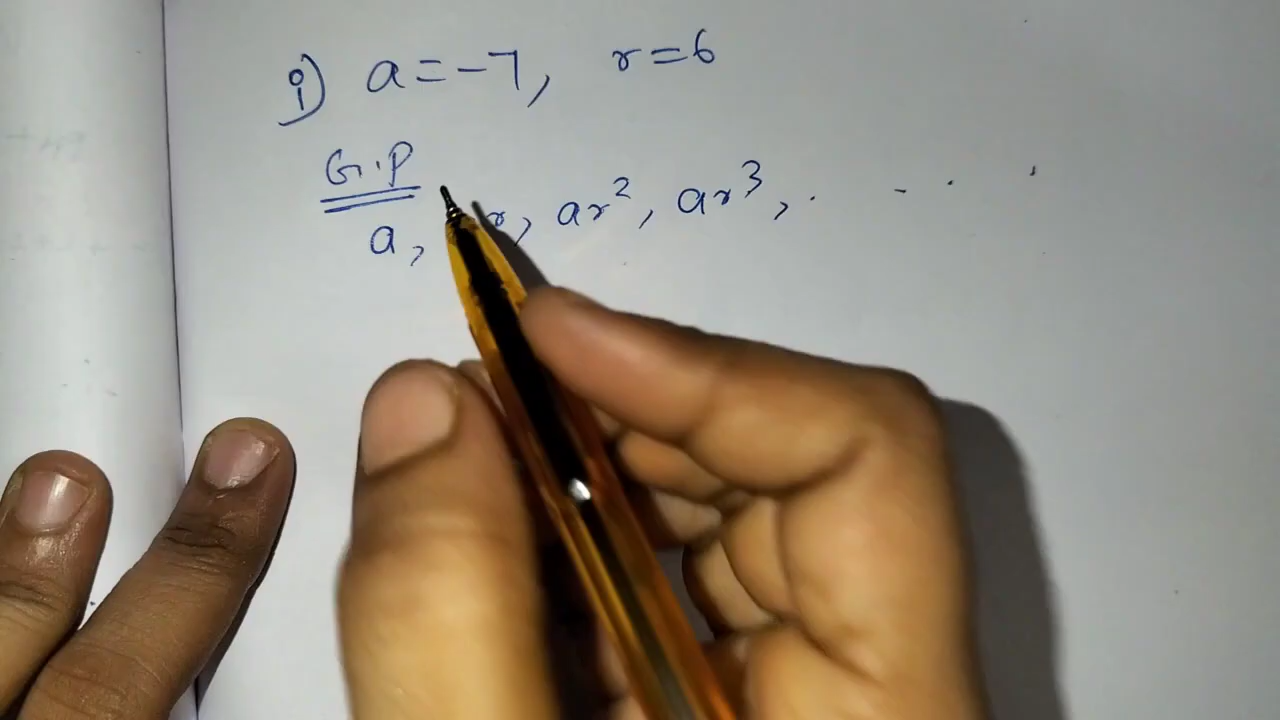 i) a=-7, r=6
G.P
a, r, ar², ar³, . - . .